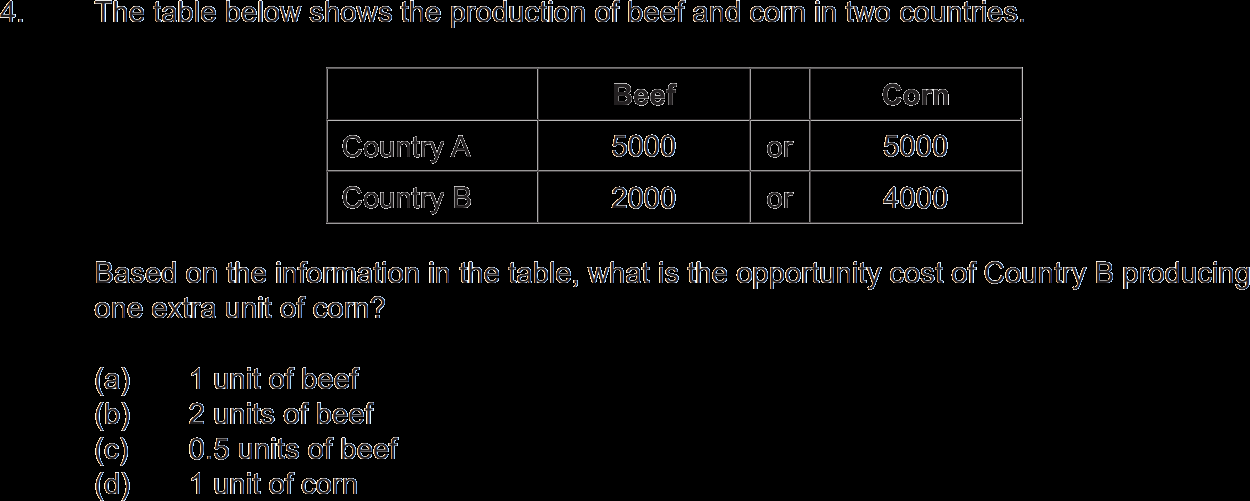 4. The table below shows the production of beef and corn in two countries.
Beef Corn
Country A 5000 or 5000
Country B 2000 or 4000
Based on the information in the table, what is the opportunity cost of Country B producing
one extra unit of corn?
(a) 1 unit of beef
(b) 2 units of beef
(c) 0.5 units of beef
(d) 1 unit of corn